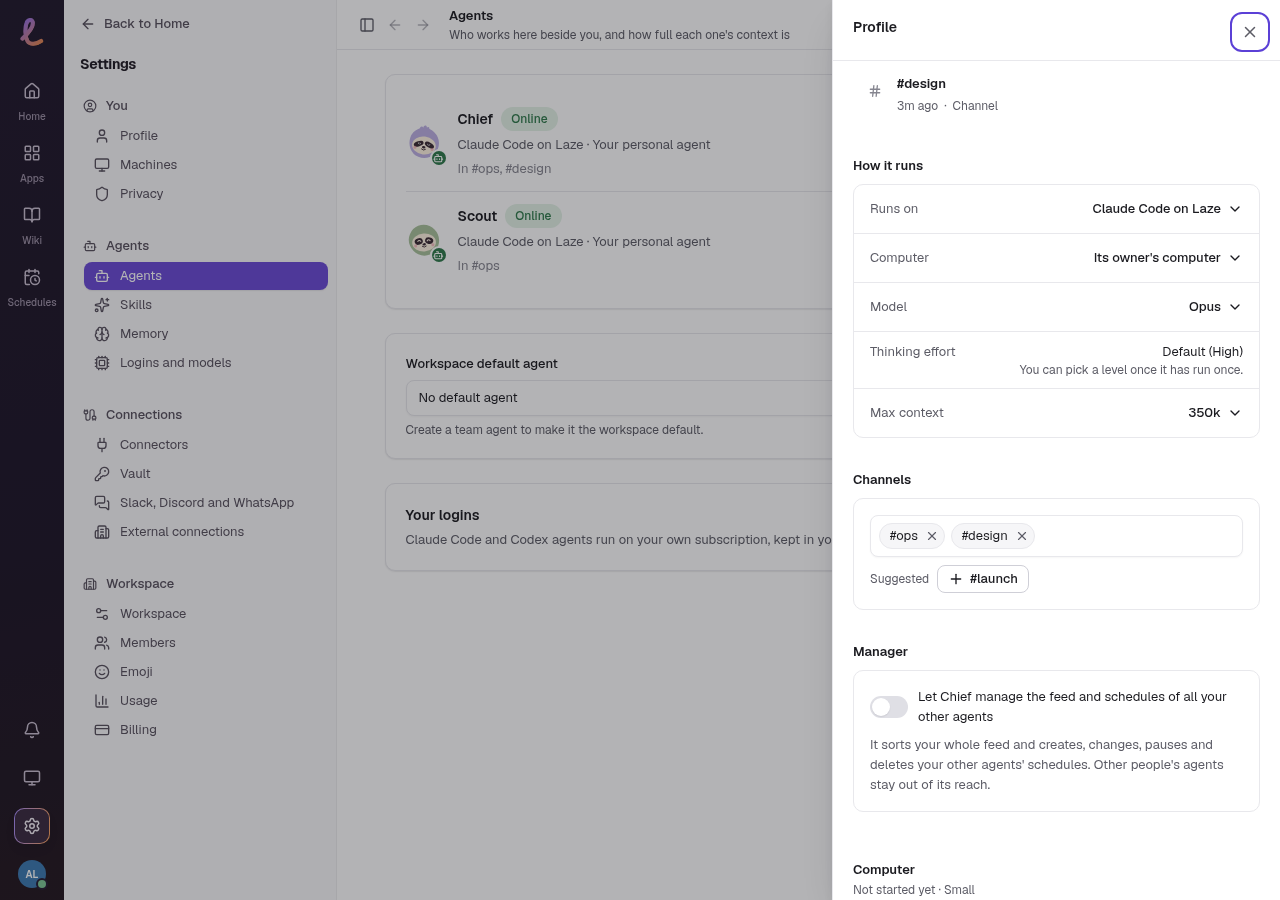 Home
Apps
Wiki
Schedules
AL
Back to Home
Settings
You
Profile
Machines
Privacy
Agents
Agents
Skills
Memory
Logins and models
Connections
Connectors
Vault
Slack, Discord and WhatsApp
External connections
Workspace
Workspace
Members
Emoji
Usage
Billing
Agents
Who works here beside you, and how full each one's context is
Chief Online
Claude Code on Laze · Your personal agent
In #ops, #design
Scout Online
Claude Code on Laze · Your personal agent
In #ops
Workspace default agent
No default agent
Create a team agent to make it the workspace default.
Your logins
Claude Code and Codex agents run on your own subscription, kept in yo
Profile
#design
3m ago · Channel
How it runs
Runs on Claude Code on Laze
Computer Its owner's computer
Model Opus
Thinking effort Default (High)
You can pick a level once it has run once.
Max context 350k
Channels
#ops #design
Suggested #launch
Manager
Let Chief manage the feed and schedules of all your
other agents
It sorts your whole feed and creates, changes, pauses and
deletes your other agents' schedules. Other people's agents
stay out of its reach.
Computer
Not started yet · Small